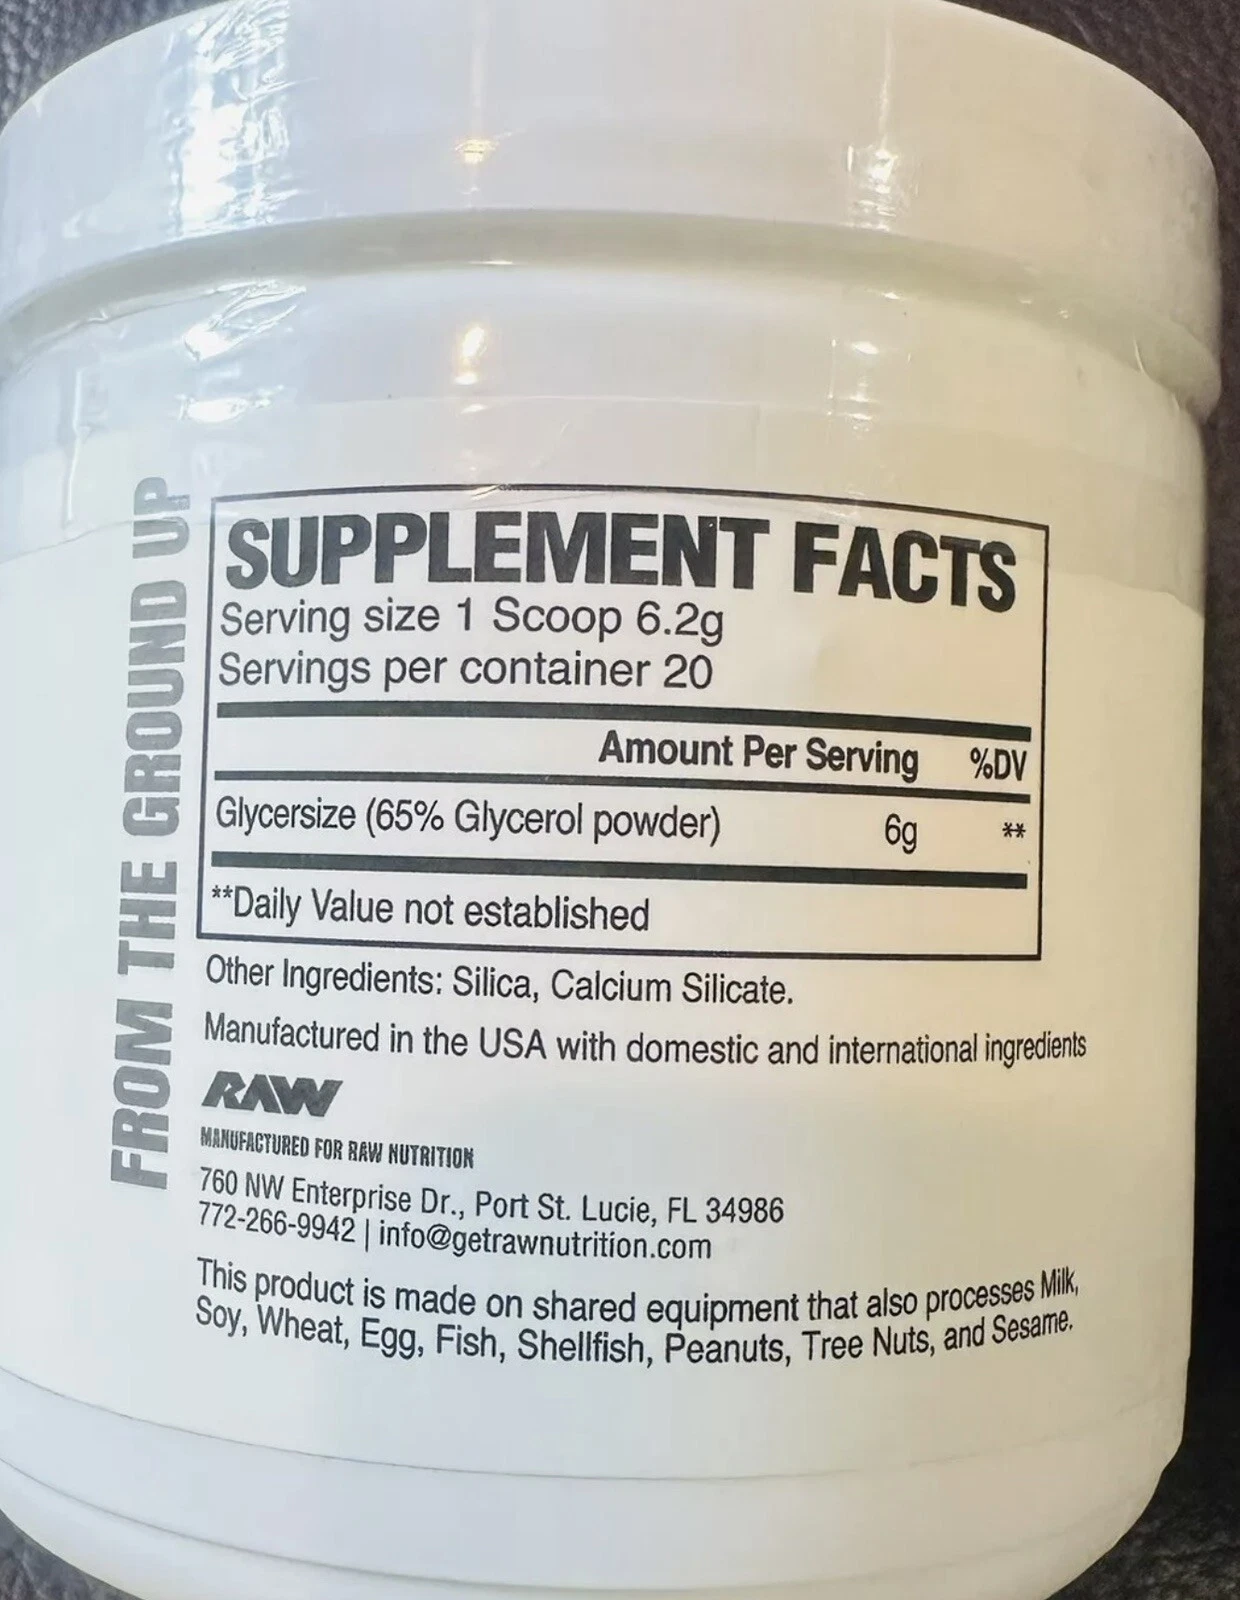 FROM THE GROUND UP
SUPPLEMENT FACTS
Serving size 1 Scoop 6.2g
Servings per container 20
Amount Per Serving %DV
Glycersize (65% Glycerol powder) 6g **
**Daily Value not established
Other Ingredients: Silica, Calcium Silicate.
Manufactured in the USA with domestic and international ingredients
RAW
MANUFACTURED FOR RAW NUTRITION
760 NW Enterprise Dr., Port St. Lucie, FL 34986
772-266-9942 | info@getrawnutrition.com
This product is made on shared equipment that also processes Milk,
Soy, Wheat, Egg, Fish, Shellfish, Peanuts, Tree Nuts, and Sesame.